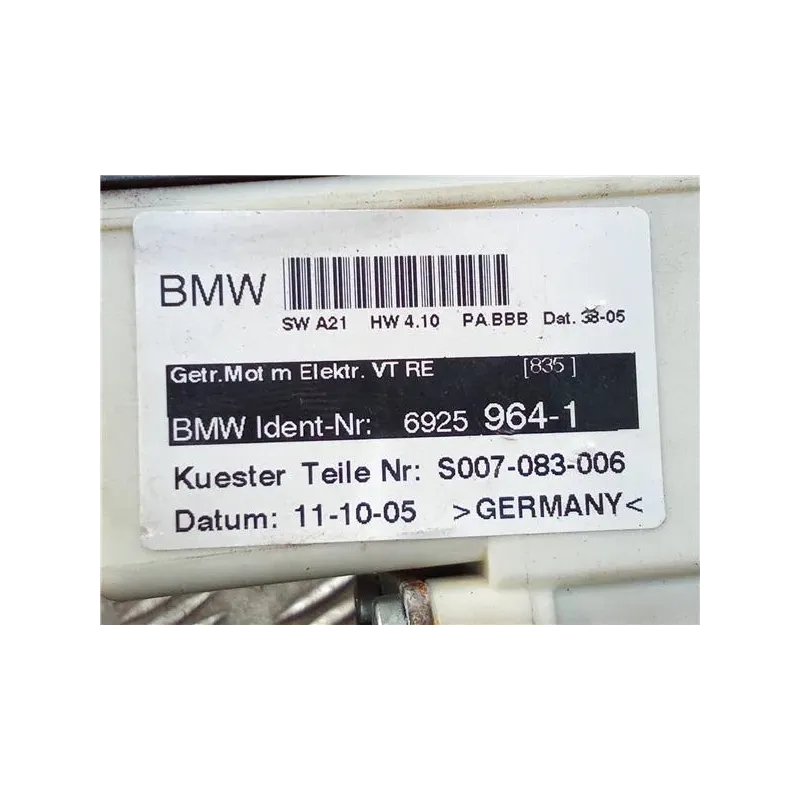 BMW
SW A21 HW 4.10 PA.BBB Dat. 38-05
Getr.Mot m Elektr. VT RE [835]
BMW Ident-Nr: 6925 964-1
Kuester Teile Nr: S007-083-006
Datum: 11-10-05 >GERMANY<